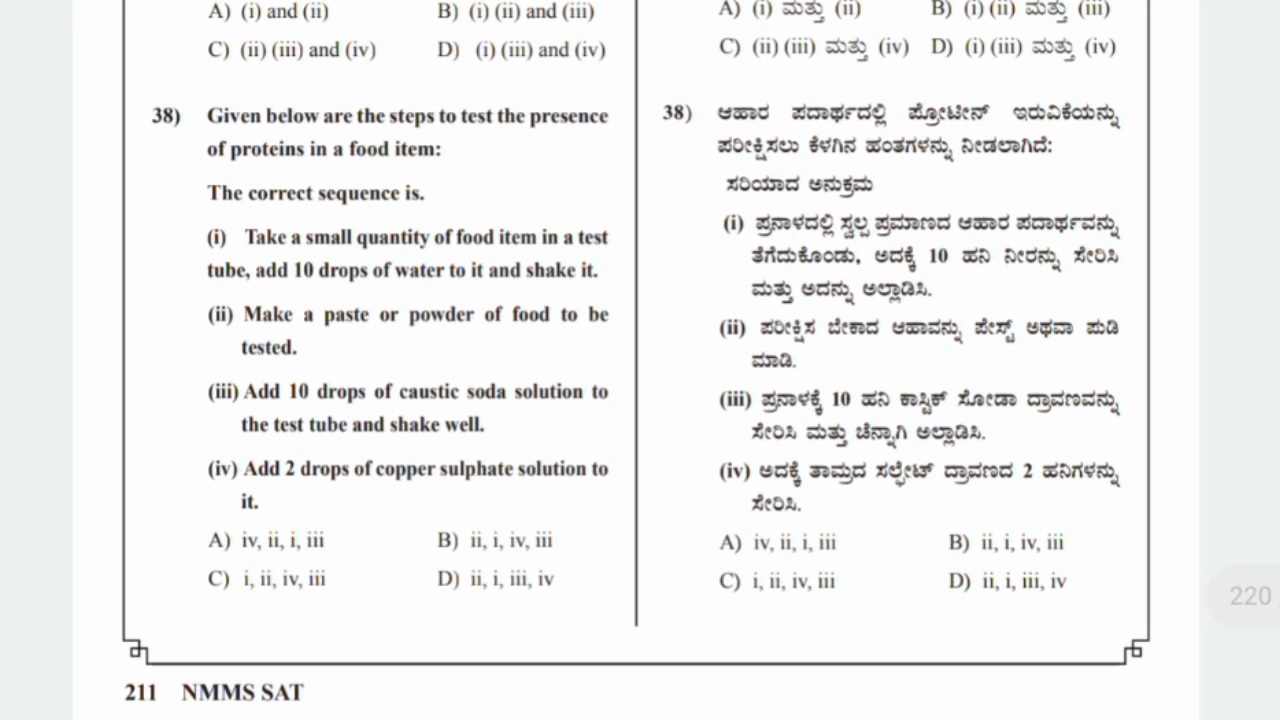 A) (i) and (ii) B) (i) (ii) and (iii)
C) (ii) (iii) and (iv) D) (i) (iii) and (iv)
38) Given below are the steps to test the presence
of proteins in a food item:
The correct sequence is.
(i) Take a small quantity of food item in a test
tube, add 10 drops of water to it and shake it.
(ii) Make a paste or powder of food to be
tested.
(iii) Add 10 drops of caustic soda solution to
the test tube and shake well.
(iv) Add 2 drops of copper sulphate solution to
it.
A) iv, ii, i, iii B) ii, i, iv, iii
C) i, ii, iv, iii D) ii, i, iii, iv
A) (i) ಮತ್ತು (ii) B) (i) (ii) ಮತ್ತು (iii)
C) (ii) (iii) ಮತ್ತು (iv) D) (i) (iii) ಮತ್ತು (iv)
38) ಆಹಾರ ಪದಾರ್ಥದಲ್ಲಿ ಪ್ರೋಟೀನ್ ಇರುವಿಕೆಯನ್ನು
ಪರೀಕ್ಷಿಸಲು ಕೆಳಗಿನ ಹಂತಗಳನ್ನು ನೀಡಲಾಗಿದೆ:
ಸರಿಯಾದ ಅನುಕ್ರಮ
(i) ಪ್ರನಾಳದಲ್ಲಿ ಸ್ವಲ್ಪ ಪ್ರಮಾಣದ ಆಹಾರ ಪದಾರ್ಥವನ್ನು
ತೆಗೆದುಕೊಂಡು, ಅದಕ್ಕೆ 10 ಹನಿ ನೀರನ್ನು ಸೇರಿಸಿ
ಮತ್ತು ಅದನ್ನು ಅಲ್ಲಾಡಿಸಿ.
(ii) ಪರೀಕ್ಷಿಸ ಬೇಕಾದ ಆಹಾವನ್ನು ಪೇಸ್ಟ್ ಅಥವಾ ಪುಡಿ
ಮಾಡಿ.
(iii) ಪ್ರನಾಳಕ್ಕೆ 10 ಹನಿ ಕಾಸ್ಟಿಕ್ ಸೋಡಾ ದ್ರಾವಣವನ್ನು
ಸೇರಿಸಿ ಮತ್ತು ಚೆನ್ನಾಗಿ ಅಲ್ಲಾಡಿಸಿ.
(iv) ಅದಕ್ಕೆ ತಾಮ್ರದ ಸಲ್ಫೇಟ್ ದ್ರಾವಣದ 2 ಹನಿಗಳನ್ನು
ಸೇರಿಸಿ.
A) iv, ii, i, iii B) ii, i, iv, iii
C) i, ii, iv, iii D) ii, i, iii, iv
220
211 NMMS SAT